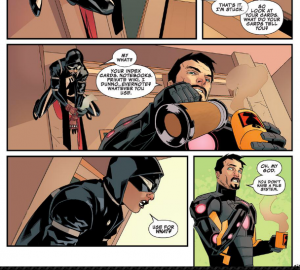 THAT'S IT.
I'M STUCK.
SO
LOOK AT
YOUR CARDS.
WHAT DO YOUR
CARDS TELL
YOU?
MY
WHAT?
YOUR INDEX
CARDS. NOTEBOOKS.
PRIVATE WIKI. I
DUNNO...EVERNOTE?
WHATEVER YOU
USE.
USE FOR
WHAT?
OH, MY
GOD.
YOU DON'T
HAVE A FILE
SYSTEM.